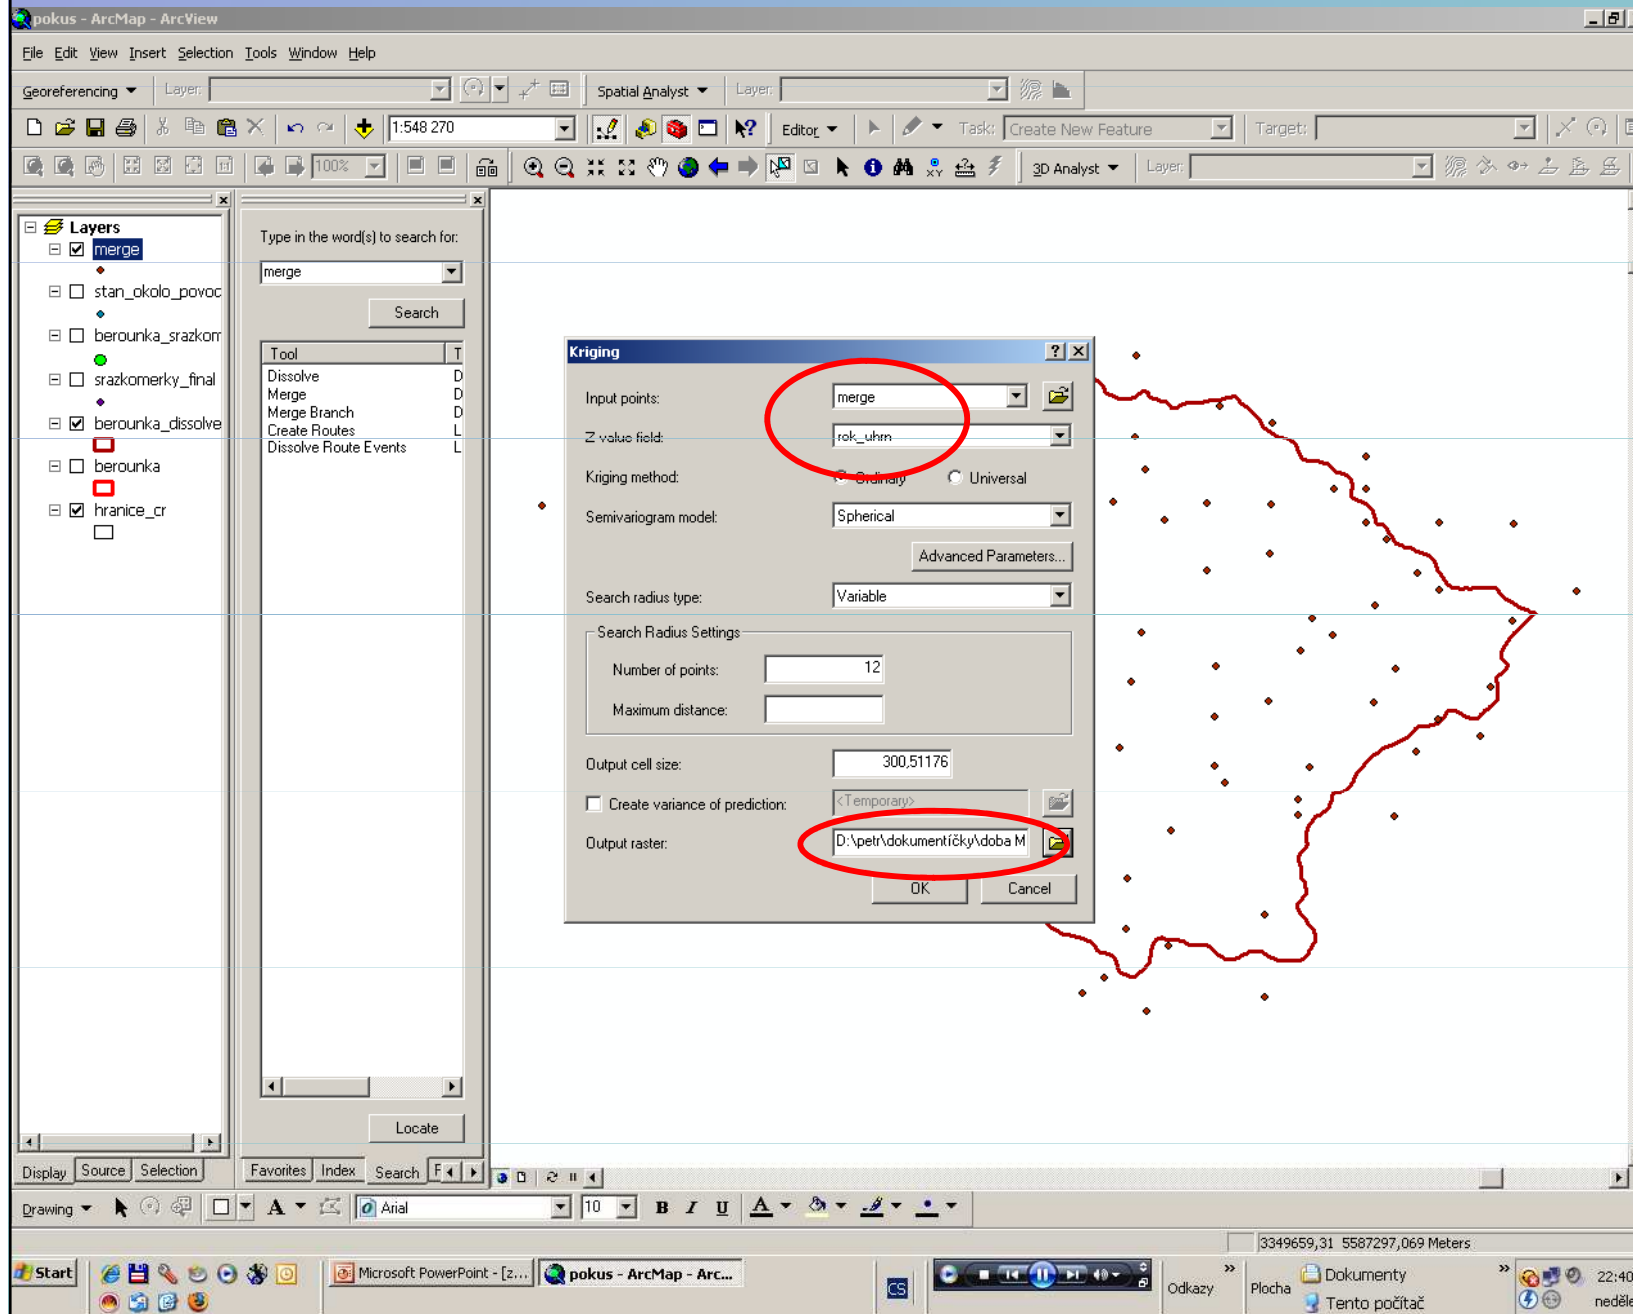 pokus - ArcMap - ArcView
File Edit View Insert Selection Tools Window Help
Georeferencing Layer: Spatial Analyst Layer:
1:548 270 Editor Task: Create New Feature Target:
100% 3D Analyst Layer:
Layers
merge
stan_okolo_povod
berounka_srazkom
srazkomerky_final
berounka_dissolve
berounka
hranice_cr
Display Source Selection
Type in the word(s) to search for:
merge
Search
Tool T
Dissolve D
Merge D
Merge Branch D
Create Routes L
Dissolve Route Events L
Locate
Favorites Index Search F
Kriging
Input points: merge
Z value field: rok_uhrn
Kriging method: Ordinary Universal
Semivariogram model: Spherical
Advanced Parameters...
Search radius type: Variable
Search Radius Settings
Number of points: 12
Maximum distance:
Output cell size: 300,51176
Create variance of prediction: <Temporary>
Output raster: D:\petr\dokumentíčky\doba M
OK Cancel
Drawing A Arial 10 B I U A
3349659,31 5587297,069 Meters
Start Microsoft PowerPoint - [z... pokus - ArcMap - Arc... CS Odkazy » Plocha Dokumenty » 22:40
Tento počítač neděle